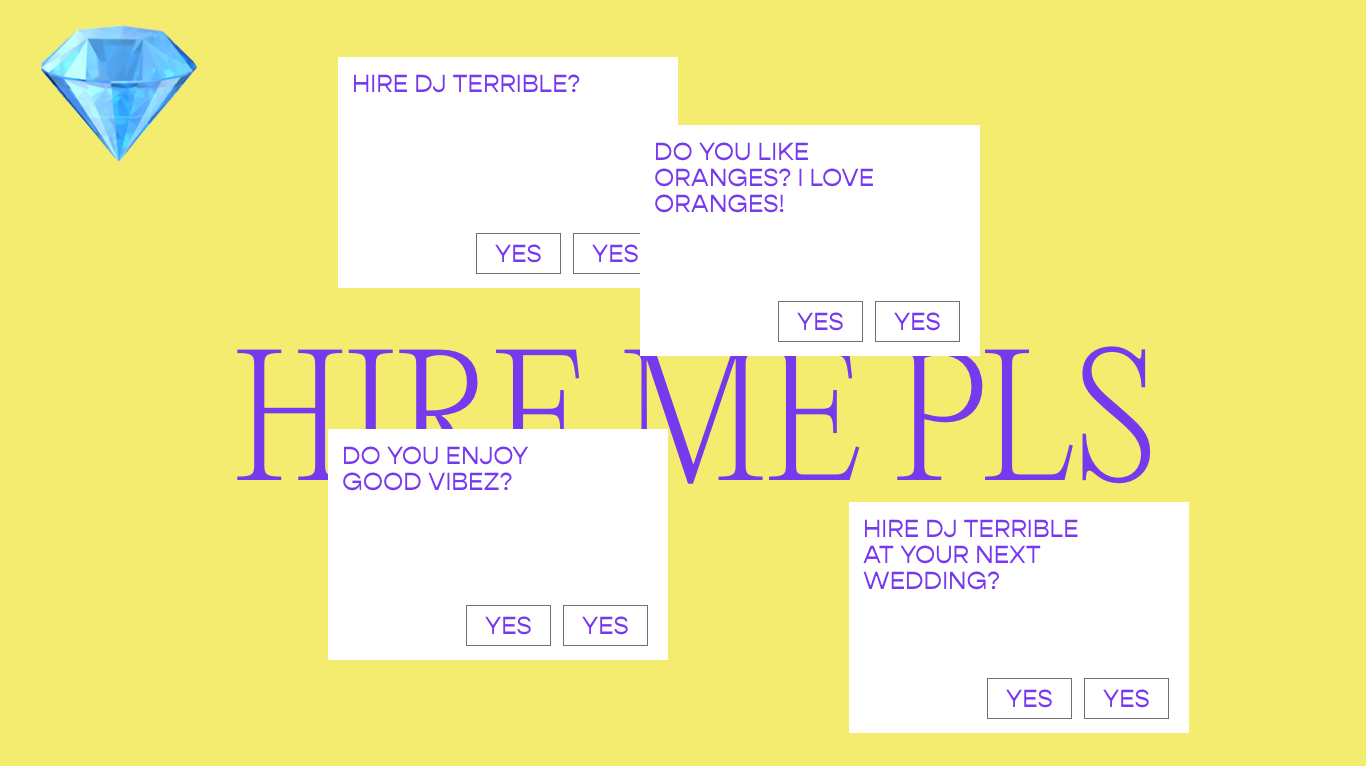 HIRE DJ TERRIBLE?
YES
YES
DO YOU LIKE
ORANGES? I LOVE
ORANGES!
YES
YES
HIRE ME PLS
DO YOU ENJOY
GOOD VIBEZ?
YES
YES
HIRE DJ TERRIBLE
AT YOUR NEXT
WEDDING?
YES
YES